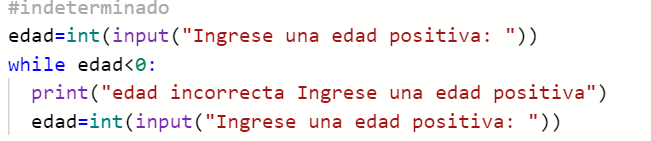 #indeterminado
edad=int(input("Ingrese una edad positiva: "))
while edad<0:
  print("edad incorrecta Ingrese una edad positiva")
  edad=int(input("Ingrese una edad positiva: "))